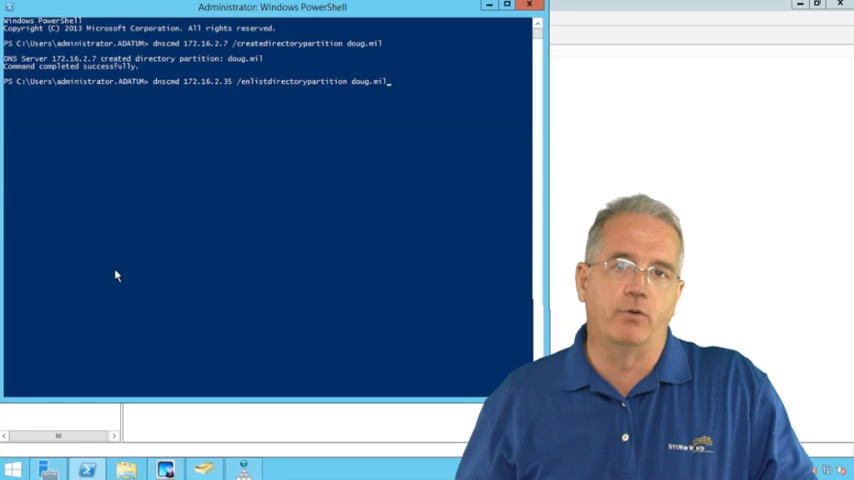 Administrator: Windows PowerShell
Windows PowerShell
Copyright (C) 2013 Microsoft Corporation. All rights reserved.
PS C:\Users\administrator.ADATUM> dnscmd 172.16.2.7 /createdirectorypartition doug.mil
DNS Server 172.16.2.7 created directory partition: doug.mil
Command completed successfully.
PS C:\Users\administrator.ADATUM> dnscmd 172.16.2.35 /enlistdirectorypartition doug.mil_
STORMWIND